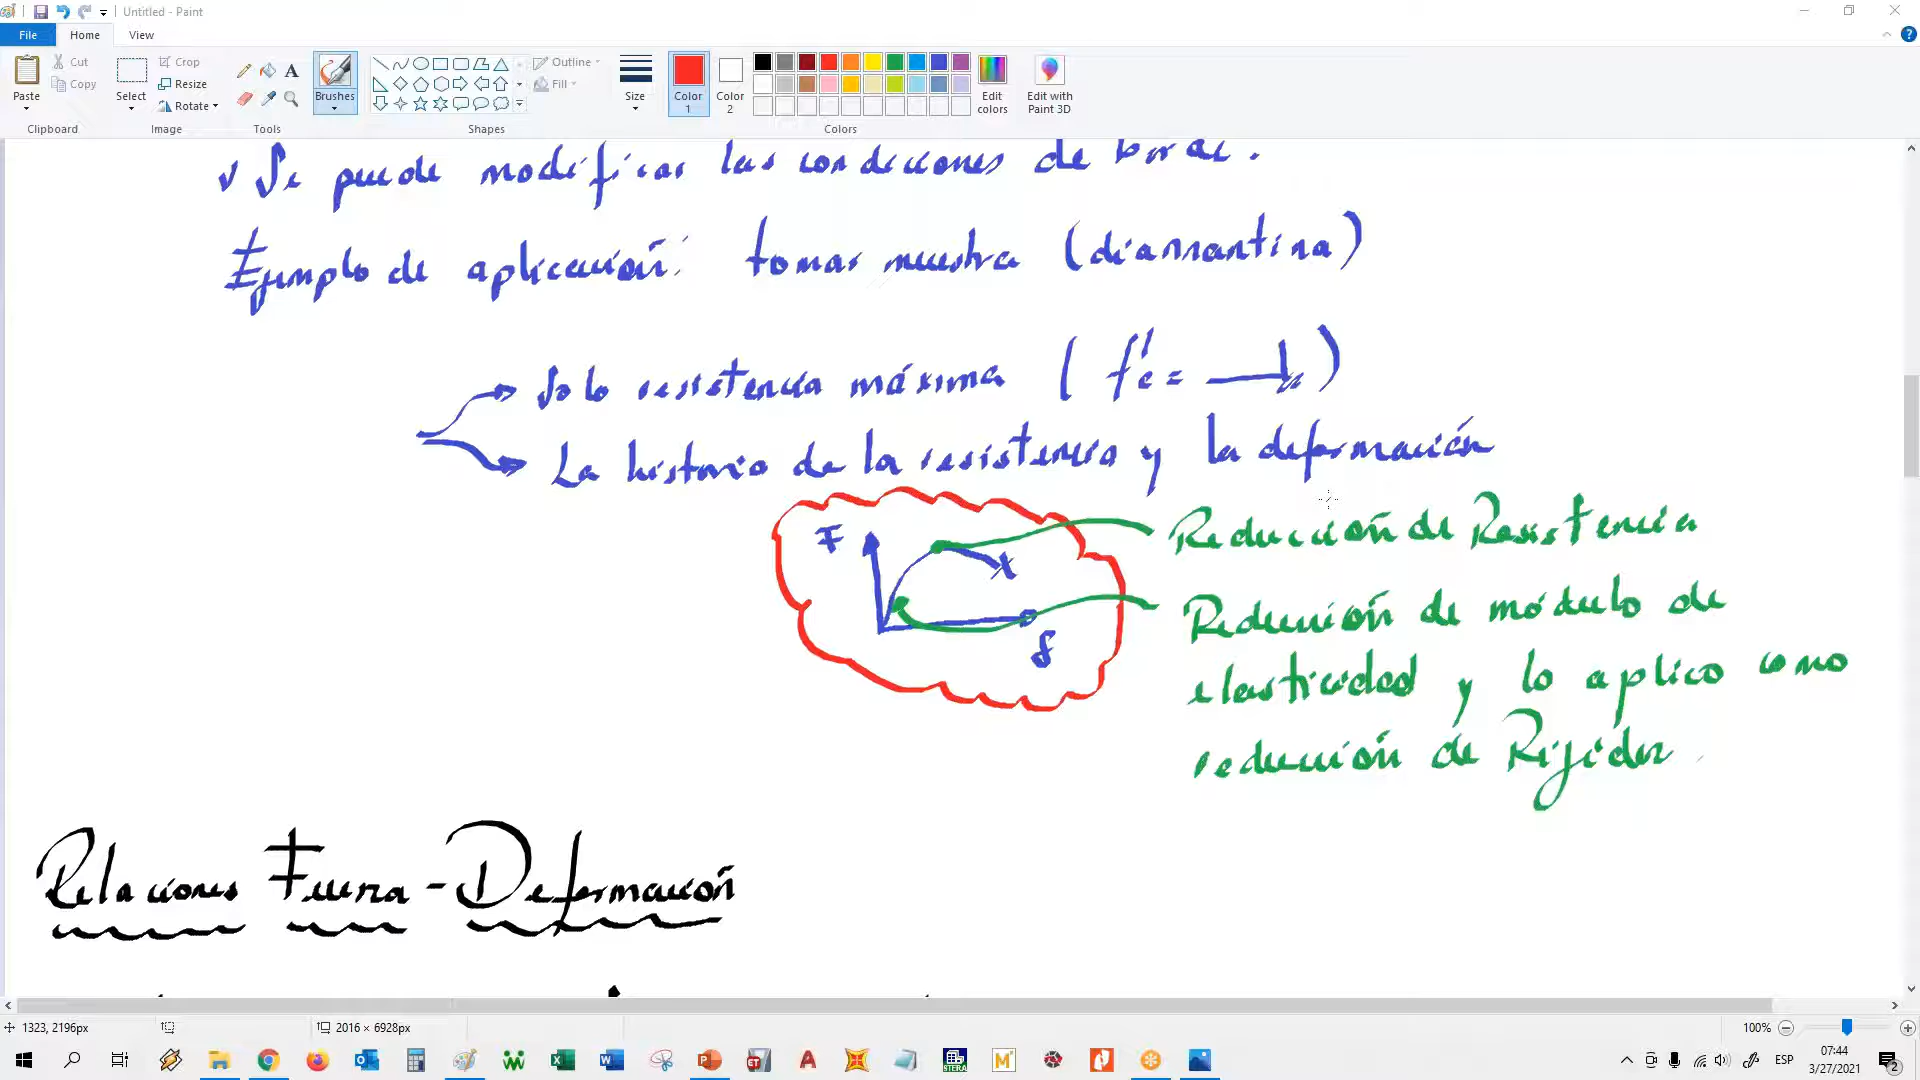 Untitled - Paint
File Home View
Paste Cut Copy Clipboard
Select Crop Resize Rotate Image
Tools
Brushes
Shapes
Outline Fill
Size
Color 1
Color 2
Colors
Edit colors
Edit with Paint 3D
✓ Se puede modificar las condiciones de borde.
Ejemplo de aplicación: tomar muestra (diamantina)
Solo resistencia máxima ( f'c =
La historia de la resistencia y la deformación
F
x
δ
Reducción de Resistencia
Reducción de módulo de
elasticidad y lo aplico como
reducción de Rigidez.
Relaciones Fuerza-Deformación
1323, 2196px
2016 × 6928px
100%
ESP
07:44
3/27/2021
2